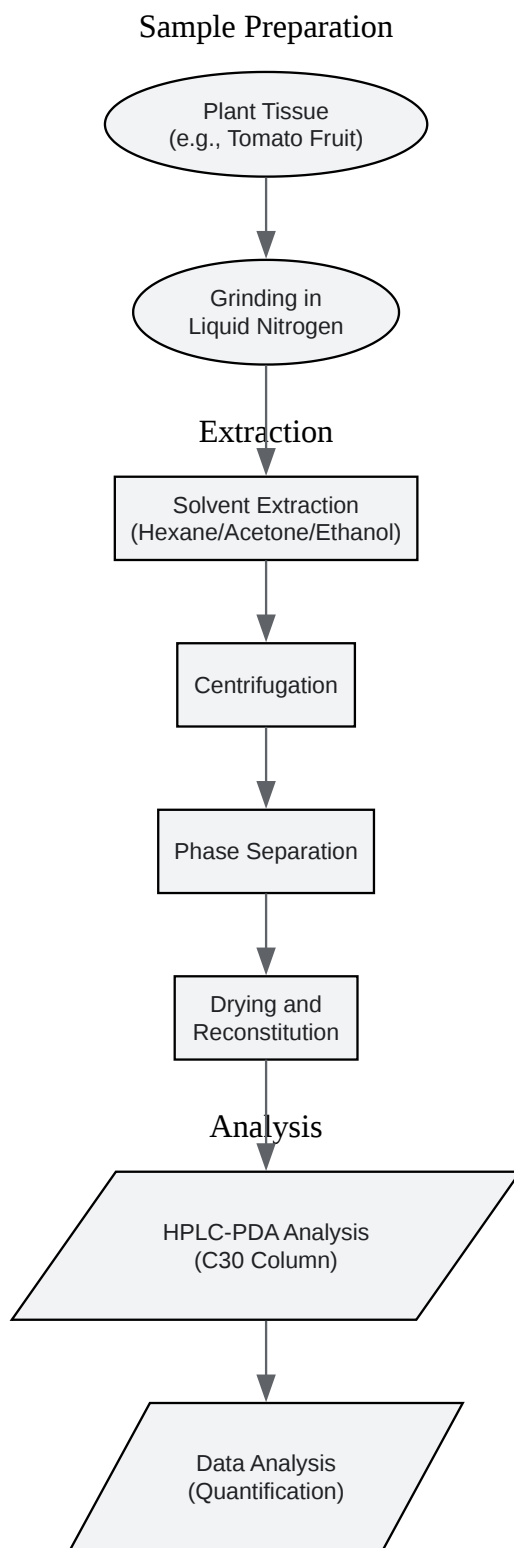 Sample Preparation
Plant Tissue
(e.g., Tomato Fruit)
Grinding in
Liquid Nitrogen
Extraction
Solvent Extraction
(Hexane/Acetone/Ethanol)
Centrifugation
Phase Separation
Drying and
Reconstitution
Analysis
HPLC-PDA Analysis
(C30 Column)
Data Analysis
(Quantification)